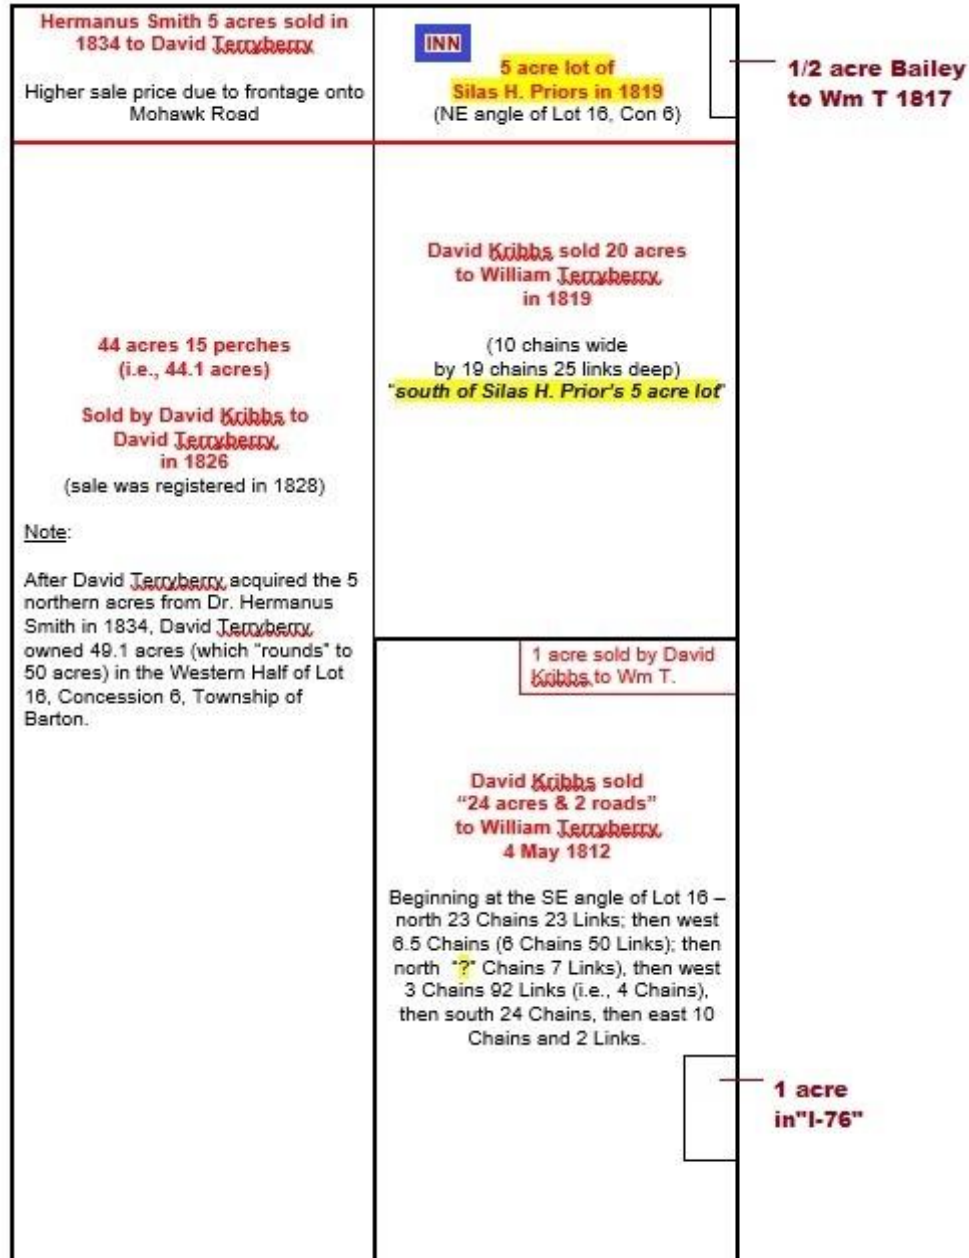 Hermanus Smith 5 acres sold in
1834 to David Terryberry
Higher sale price due to frontage onto
Mohawk Road
INN
5 acre lot of
Silas H. Priors in 1819
(NE angle of Lot 16, Con 6)
1/2 acre Bailey
to Wm T 1817
David Kribbs sold 20 acres
to William Terryberry
in 1819
(10 chains wide
by 19 chains 25 links deep)
"south of Silas H. Prior's 5 acre lot"
44 acres 15 perches
(i.e., 44.1 acres)
Sold by David Kribbs to
David Terryberry
in 1826
(sale was registered in 1828)
Note:
After David Terryberry acquired the 5
northern acres from Dr. Hermanus
Smith in 1834, David Terryberry
owned 49.1 acres (which "rounds" to
50 acres) in the Western Half of Lot
16, Concession 6, Township of
Barton.
1 acre sold by David
Kribbs to Wm T.
David Kribbs sold
"24 acres & 2 roads"
to William Terryberry
4 May 1812
Beginning at the SE angle of Lot 16 –
north 23 Chains 23 Links; then west
6.5 Chains (6 Chains 50 Links); then
north "?" Chains 7 Links), then west
3 Chains 92 Links (i.e., 4 Chains),
then south 24 Chains, then east 10
Chains and 2 Links.
1 acre
in"I-76"